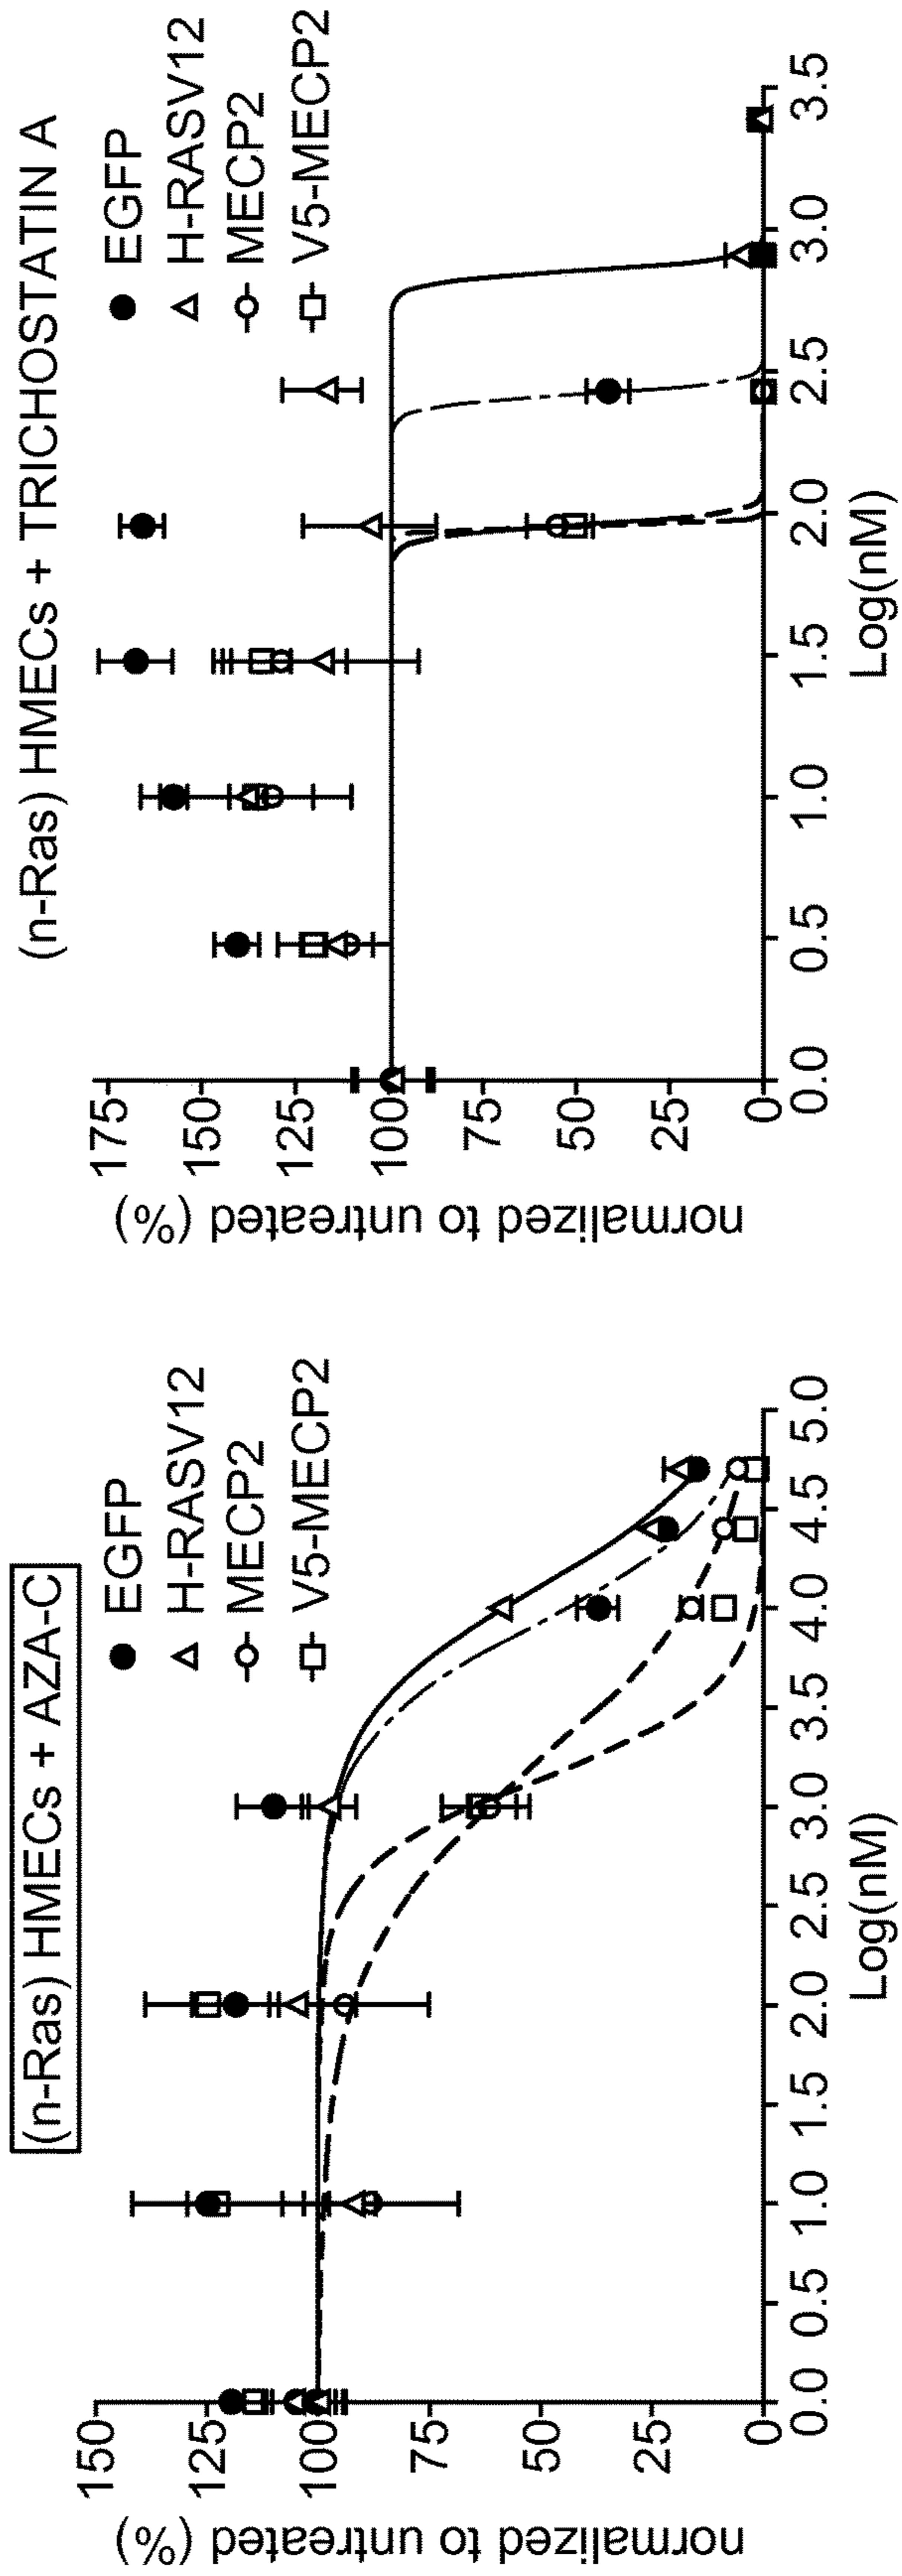 (n-Ras) HMECs + AZA-C
EGFP
H-RASV12
MECP2
V5-MECP2
normalized to untreated (%)
150
125
100
75
50
25
0
0.0 0.5 1.0 1.5 2.0 2.5 3.0 3.5 4.0 4.5 5.0
Log(nM)
(n-Ras) HMECs + TRICHOSTATIN A
EGFP
H-RASV12
MECP2
V5-MECP2
normalized to untreated (%)
175
150
125
100
75
50
25
0
0.0 0.5 1.0 1.5 2.0 2.5 3.0 3.5
Log(nM)